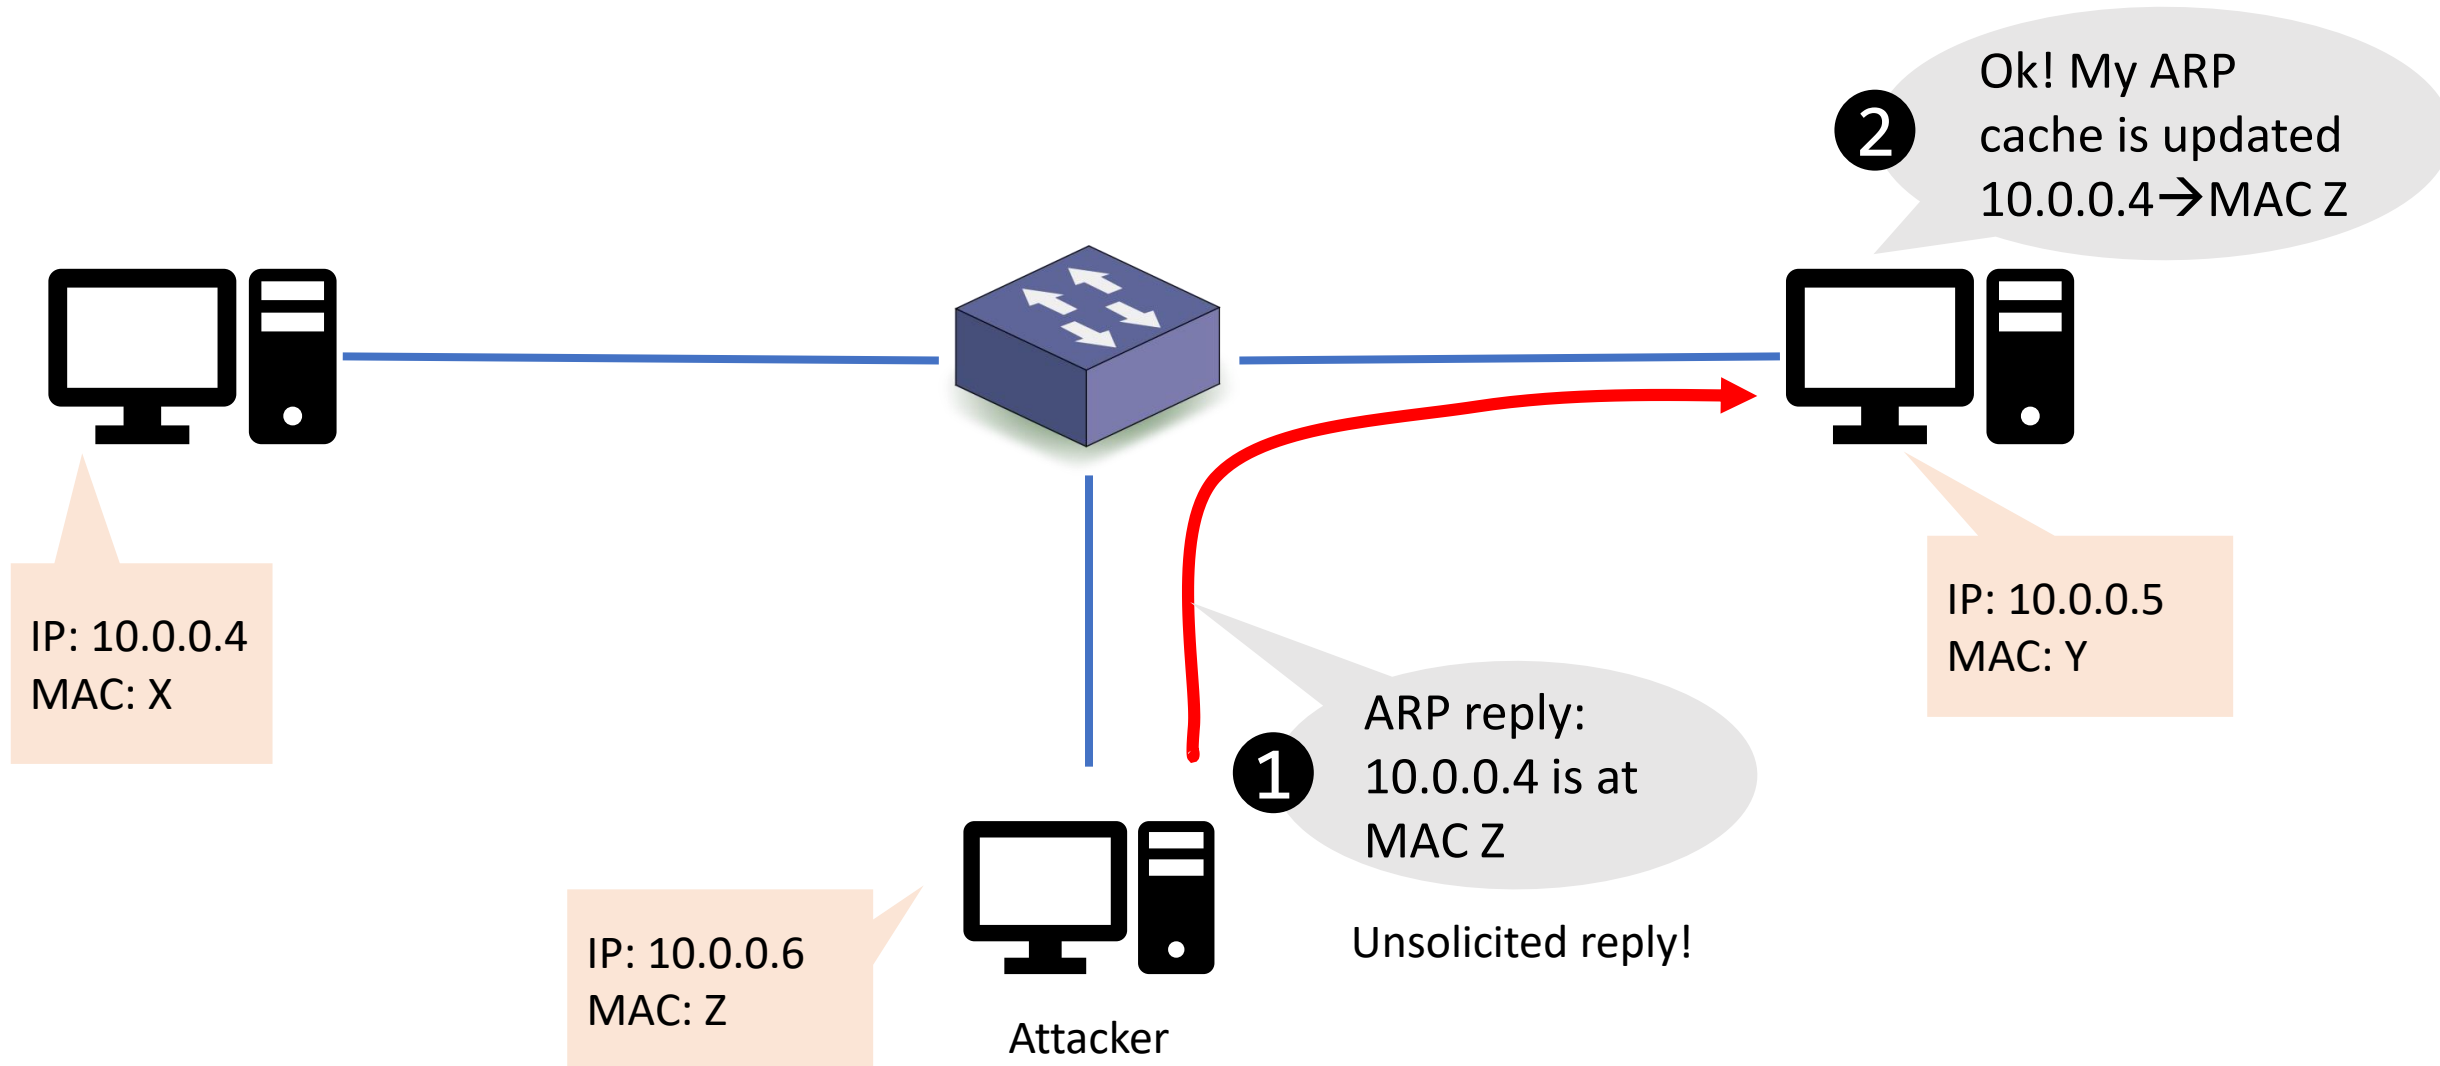 ❷
Ok! My ARP
cache is updated
10.0.0.4→MAC Z
IP: 10.0.0.4
MAC: X
IP: 10.0.0.5
MAC: Y
❶
ARP reply:
10.0.0.4 is at
MAC Z
Unsolicited reply!
IP: 10.0.0.6
MAC: Z
Attacker